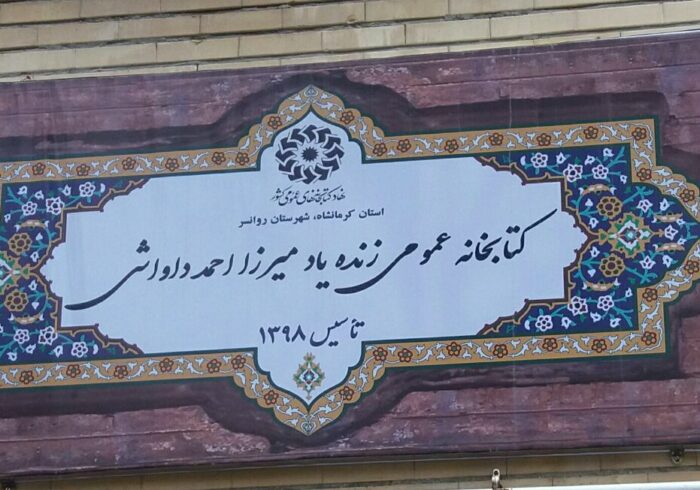 نهاد کتابخانه‌های عمومی کشور
استان کرمانشاه، شهرستان روانسر
کتابخانه عمومی زنده یاد میرزا احمد داواشی
تأسیس ۱۳۹۸